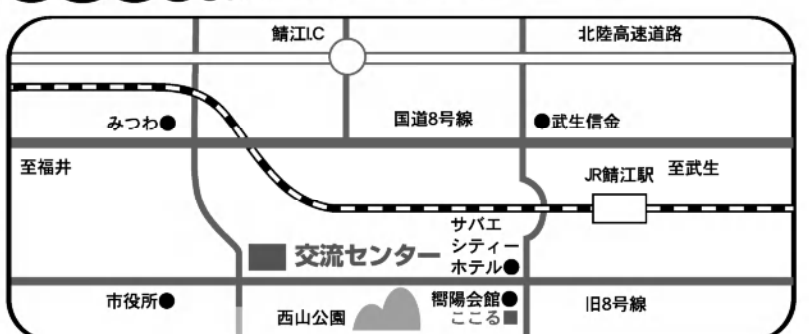 鯖江I.C
北陸高速道路
みつわ●
国道8号線
●武生信金
至福井
JR鯖江駅
至武生
サバエ
シティー
ホテル●
■交流センター
市役所●
西山公園
嚮陽会館●
こころ■
旧8号線